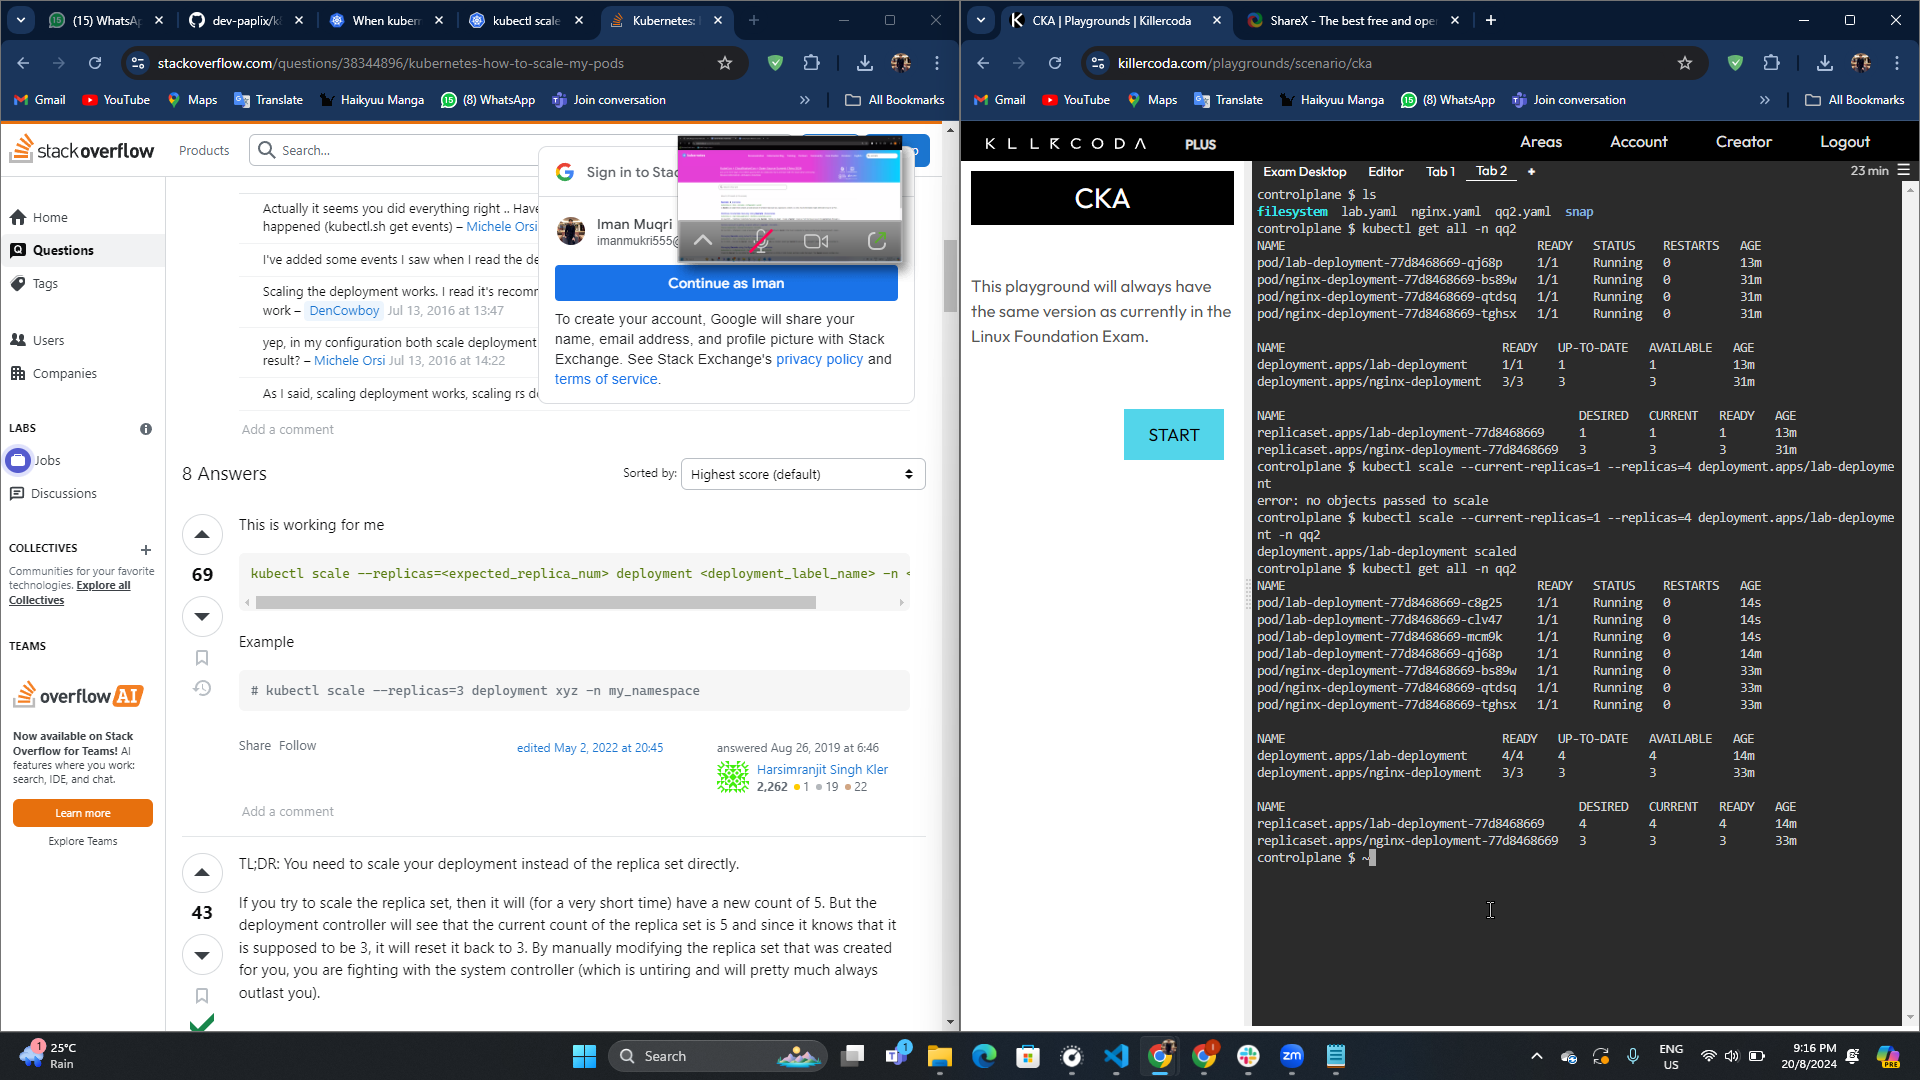 (15) WhatsA
dev-paplix/k
When kubern
kubectl scale
Kubernetes:
stackoverflow.com/questions/38344896/kubernetes-how-to-scale-my-pods
Gmail
YouTube
Maps
Translate
Haikyuu Manga
(8) WhatsApp
Join conversation
»
All Bookmarks
stackoverflow
Products
Search...
Home
Questions
Tags
Users
Companies
LABS
Jobs
Discussions
COLLECTIVES
+
Communities for your favorite
technologies. Explore all
Collectives
TEAMS
overflow AI
Now available on Stack
Overflow for Teams! AI
features where you work:
search, IDE, and chat.
Learn more
Explore Teams
Actually it seems you did everything right .. Have
happened (kubectl.sh get events) – Michele Orsi
I've added some events I saw when I read the de
Scaling the deployment works. I read it's recomm
work – DenCowboy Jul 13, 2016 at 13:47
yep, in my configuration both scale deployment
result? – Michele Orsi Jul 13, 2016 at 14:22
As I said, scaling deployment works, scaling rs d
Add a comment
Sign in to Stac
Iman Muqri
imanmukri555@
Continue as Iman
To create your account, Google will share your
name, email address, and profile picture with Stack
Exchange. See Stack Exchange's privacy policy and
terms of service.
8 Answers
Sorted by:
Highest score (default)
69
This is working for me
kubectl scale --replicas=<expected_replica_num> deployment <deployment_label_name> -n <
Example
# kubectl scale --replicas=3 deployment xyz -n my_namespace
Share Follow
edited May 2, 2022 at 20:45
answered Aug 26, 2019 at 6:46
Harsimranjit Singh Kler
2,262 1 19 22
Add a comment
43
TL;DR: You need to scale your deployment instead of the replica set directly.
If you try to scale the replica set, then it will (for a very short time) have a new count of 5. But the
deployment controller will see that the current count of the replica set is 5 and since it knows that it
is supposed to be 3, it will reset it back to 3. By manually modifying the replica set that was created
for you, you are fighting with the system controller (which is untiring and will pretty much always
outlast you).
CKA | Playgrounds | Killercoda
ShareX - The best free and ope
killercoda.com/playgrounds/scenario/cka
Gmail
YouTube
Maps
Translate
Haikyuu Manga
(8) WhatsApp
Join conversation
»
All Bookmarks
PLUS
Areas
Account
Creator
Logout
CKA
This playground will always have
the same version as currently in the
Linux Foundation Exam.
START
Exam Desktop
Editor
Tab 1
Tab 2
+
23 min
controlplane $ ls
filesystem lab.yaml nginx.yaml qq2.yaml snap
controlplane $ kubectl get all -n qq2
NAME READY STATUS RESTARTS AGE
pod/lab-deployment-77d8468669-qj68p 1/1 Running 0 13m
pod/nginx-deployment-77d8468669-bs89w 1/1 Running 0 31m
pod/nginx-deployment-77d8468669-qtdsq 1/1 Running 0 31m
pod/nginx-deployment-77d8468669-tghsx 1/1 Running 0 31m
NAME READY UP-TO-DATE AVAILABLE AGE
deployment.apps/lab-deployment 1/1 1 1 13m
deployment.apps/nginx-deployment 3/3 3 3 31m
NAME DESIRED CURRENT READY AGE
replicaset.apps/lab-deployment-77d8468669 1 1 1 13m
replicaset.apps/nginx-deployment-77d8468669 3 3 3 31m
controlplane $ kubectl scale --current-replicas=1 --replicas=4 deployment.apps/lab-deployme
nt
error: no objects passed to scale
controlplane $ kubectl scale --current-replicas=1 --replicas=4 deployment.apps/lab-deployme
nt -n qq2
deployment.apps/lab-deployment scaled
controlplane $ kubectl get all -n qq2
NAME READY STATUS RESTARTS AGE
pod/lab-deployment-77d8468669-c8g25 1/1 Running 0 14s
pod/lab-deployment-77d8468669-clv47 1/1 Running 0 14s
pod/lab-deployment-77d8468669-mcm9k 1/1 Running 0 14s
pod/lab-deployment-77d8468669-qj68p 1/1 Running 0 14m
pod/nginx-deployment-77d8468669-bs89w 1/1 Running 0 33m
pod/nginx-deployment-77d8468669-qtdsq 1/1 Running 0 33m
pod/nginx-deployment-77d8468669-tghsx 1/1 Running 0 33m
NAME READY UP-TO-DATE AVAILABLE AGE
deployment.apps/lab-deployment 4/4 4 4 14m
deployment.apps/nginx-deployment 3/3 3 3 33m
NAME DESIRED CURRENT READY AGE
replicaset.apps/lab-deployment-77d8468669 4 4 4 14m
replicaset.apps/nginx-deployment-77d8468669 3 3 3 33m
controlplane $ ~
1
25°C
Rain
Search
1
zm
ENG
US
9:16 PM
20/8/2024
PRE